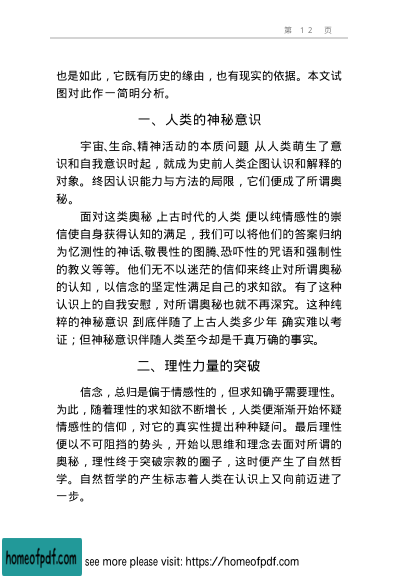 第 12 页
也是如此，它既有历史的缘由，也有现实的依据。本文试
图对此作一简明分析。
一、人类的神秘意识
宇宙、生命、精神活动的本质问题，从人类萌生了意
识和自我意识时起，就成为史前人类企图认识和解释的
对象。终因认识能力与方法的局限，它们便成了所谓奥
秘。
面对这类奥秘，上古时代的人类，便以纯情感性的崇
信使自身获得认知的满足，我们可以将他们的答案归纳
为忆测性的神话、敬畏性的图腾、恐吓性的咒语和强制性
的教义等等。他们无不以迷茫的信仰来终止对所谓奥秘
的认知，以信念的坚定性满足自己的求知欲。有了这种
认识上的自我安慰，对所谓奥秘也就不再深究。这种纯
粹的神秘意识，到底伴随了上古人类多少年，确实难以考
证；但神秘意识伴随人类至今却是千真万确的事实。
二、理性力量的突破
信念，总归是偏于情感性的，但求知确乎需要理性。
为此，随着理性的求知欲不断增长，人类便渐渐开始怀疑
情感性的信仰，对它的真实性提出种种疑问。最后理性
便以不可阻挡的势头，开始以思维和理念去面对所谓的
奥秘，理性终于突破宗教的圈子，这时便产生了自然哲
学。自然哲学的产生标志着人类在认识上又向前迈进了
一步。
homeofpdf.com
see more please visit: https://homeofpdf.com